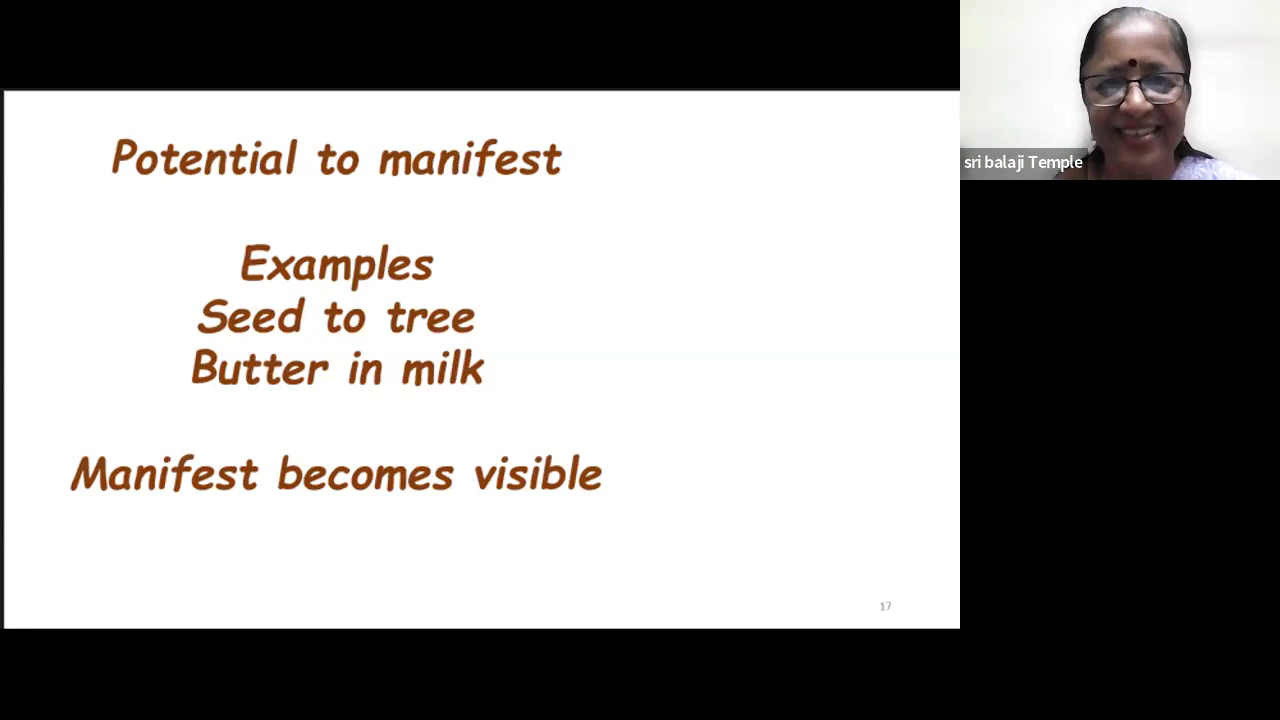 Potential to manifest
Examples
Seed to tree
Butter in milk
Manifest becomes visible
17
sri balaji Temple